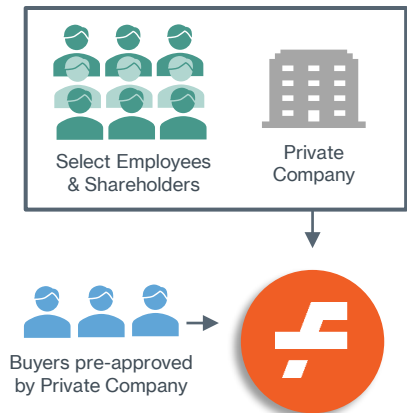 Select Employees
& Shareholders
Private
Company
Buyers pre-approved
by Private Company